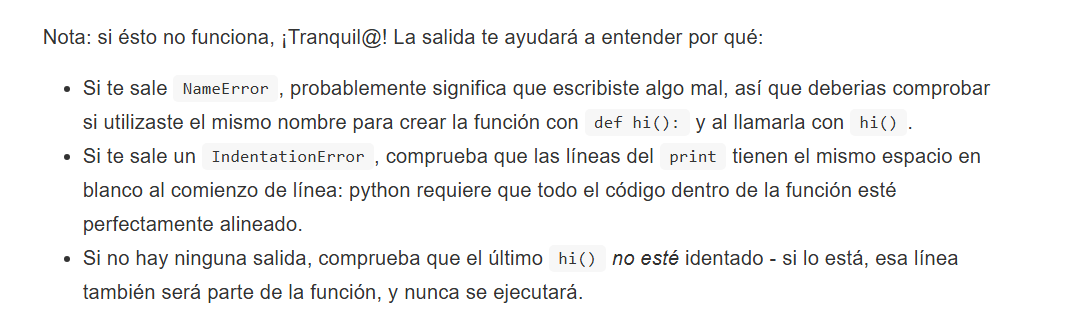 Nota: si ésto no funciona, ¡Tranquil@! La salida te ayudará a entender por qué:
• Si te sale NameError , probablemente significa que escribiste algo mal, así que deberias comprobar
si utilizaste el mismo nombre para crear la función con def hi(): y al llamarla con hi() .
• Si te sale un IndentationError , comprueba que las líneas del print tienen el mismo espacio en
blanco al comienzo de línea: python requiere que todo el código dentro de la función esté
perfectamente alineado.
• Si no hay ninguna salida, comprueba que el último hi() no esté identado - si lo está, esa línea
también será parte de la función, y nunca se ejecutará.